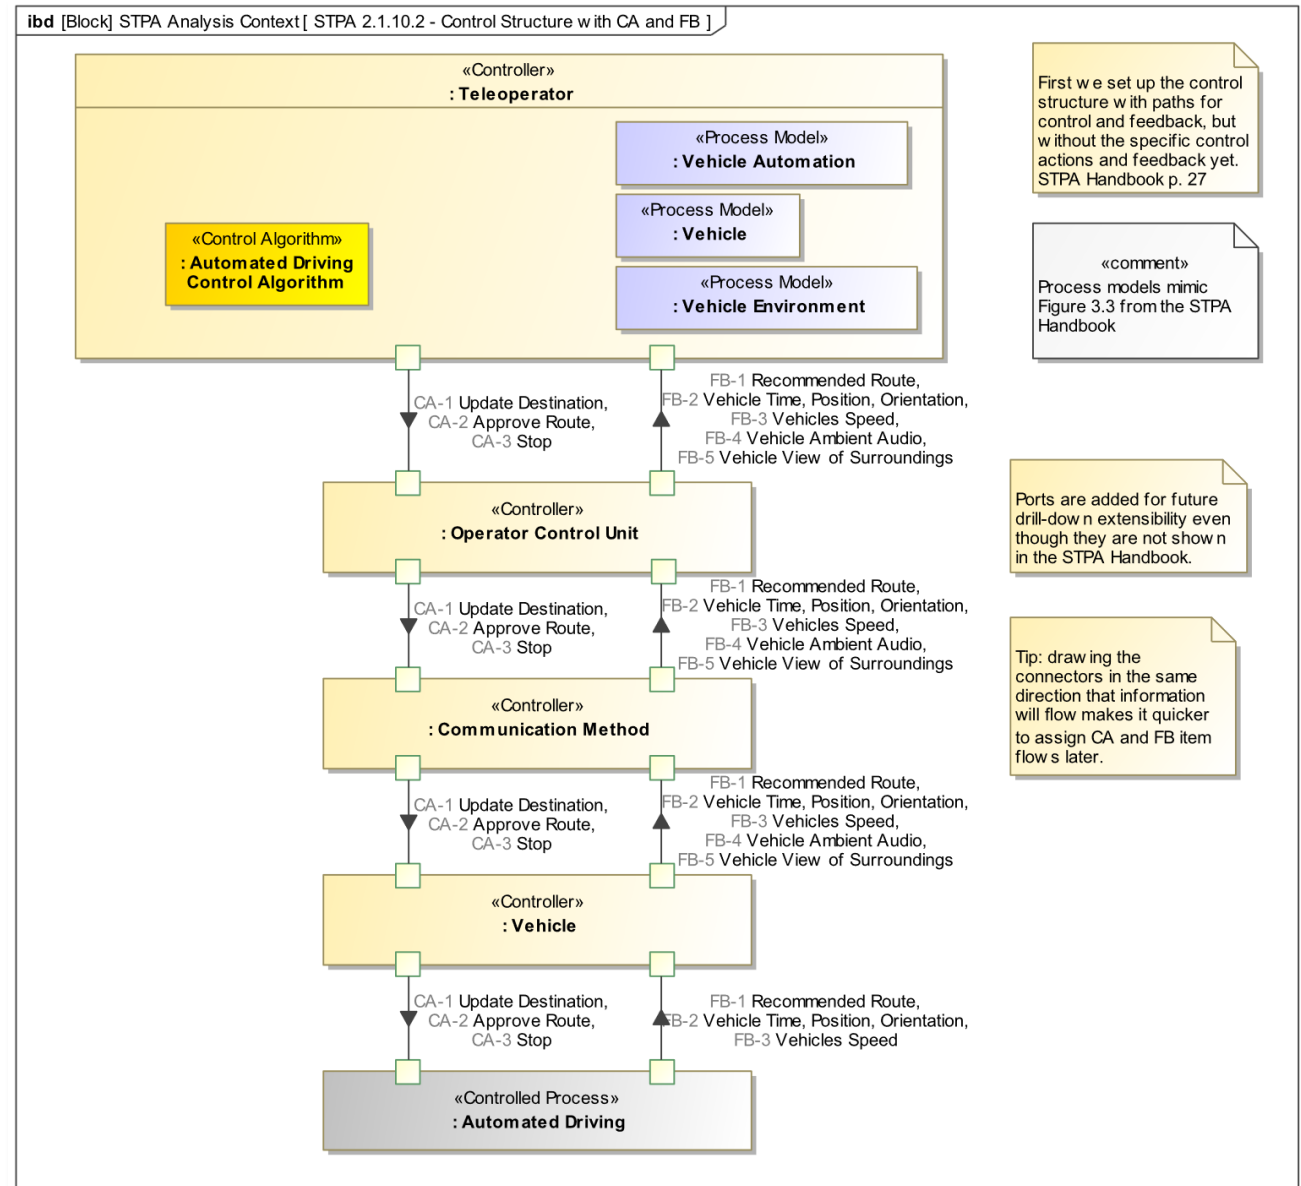 ibd [Block] STPA Analysis Context [ STPA 2.1.10.2 - Control Structure with CA and FB ]
«Controller»
: Teleoperator
«Process Model»
: Vehicle Automation
«Process Model»
: Vehicle
«Process Model»
: Vehicle Environment
«Control Algorithm»
: Automated Driving
Control Algorithm
First we set up the control
structure with paths for
control and feedback, but
without the specific control
actions and feedback yet.
STPA Handbook p. 27
«comment»
Process models mimic
Figure 3.3 from the STPA
Handbook
CA-1 Update Destination,
CA-2 Approve Route,
CA-3 Stop
FB-1 Recommended Route,
FB-2 Vehicle Time, Position, Orientation,
FB-3 Vehicles Speed,
FB-4 Vehicle Ambient Audio,
FB-5 Vehicle View of Surroundings
«Controller»
: Operator Control Unit
Ports are added for future
drill-down extensibility even
though they are not shown
in the STPA Handbook.
CA-1 Update Destination,
CA-2 Approve Route,
CA-3 Stop
FB-1 Recommended Route,
FB-2 Vehicle Time, Position, Orientation,
FB-3 Vehicles Speed,
FB-4 Vehicle Ambient Audio,
FB-5 Vehicle View of Surroundings
«Controller»
: Communication Method
Tip: drawing the
connectors in the same
direction that information
will flow makes it quicker
to assign CA and FB item
flows later.
CA-1 Update Destination,
CA-2 Approve Route,
CA-3 Stop
FB-1 Recommended Route,
FB-2 Vehicle Time, Position, Orientation,
FB-3 Vehicles Speed,
FB-4 Vehicle Ambient Audio,
FB-5 Vehicle View of Surroundings
«Controller»
: Vehicle
CA-1 Update Destination,
CA-2 Approve Route,
CA-3 Stop
FB-1 Recommended Route,
FB-2 Vehicle Time, Position, Orientation,
FB-3 Vehicles Speed
«Controlled Process»
: Automated Driving